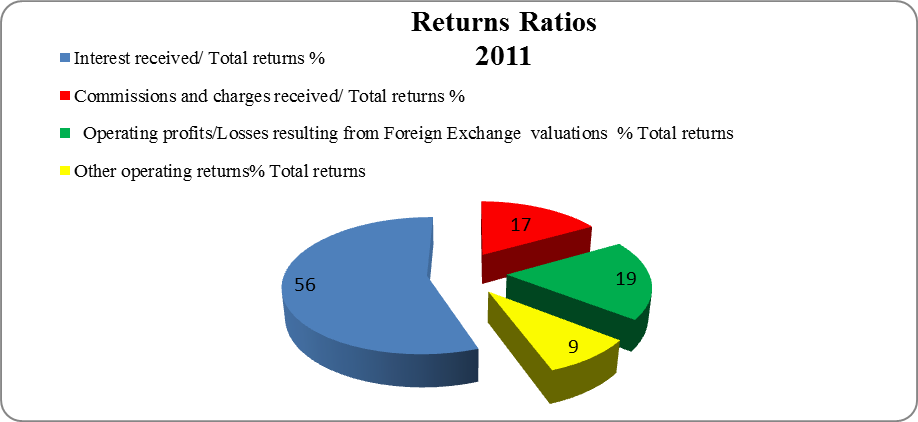 Returns Ratios
2011
Interest received/ Total returns %
Commissions and charges received/ Total returns %
Operating profits/Losses resulting from Foreign Exchange valuations % Total returns
Other operating returns% Total returns
17
56
19
9